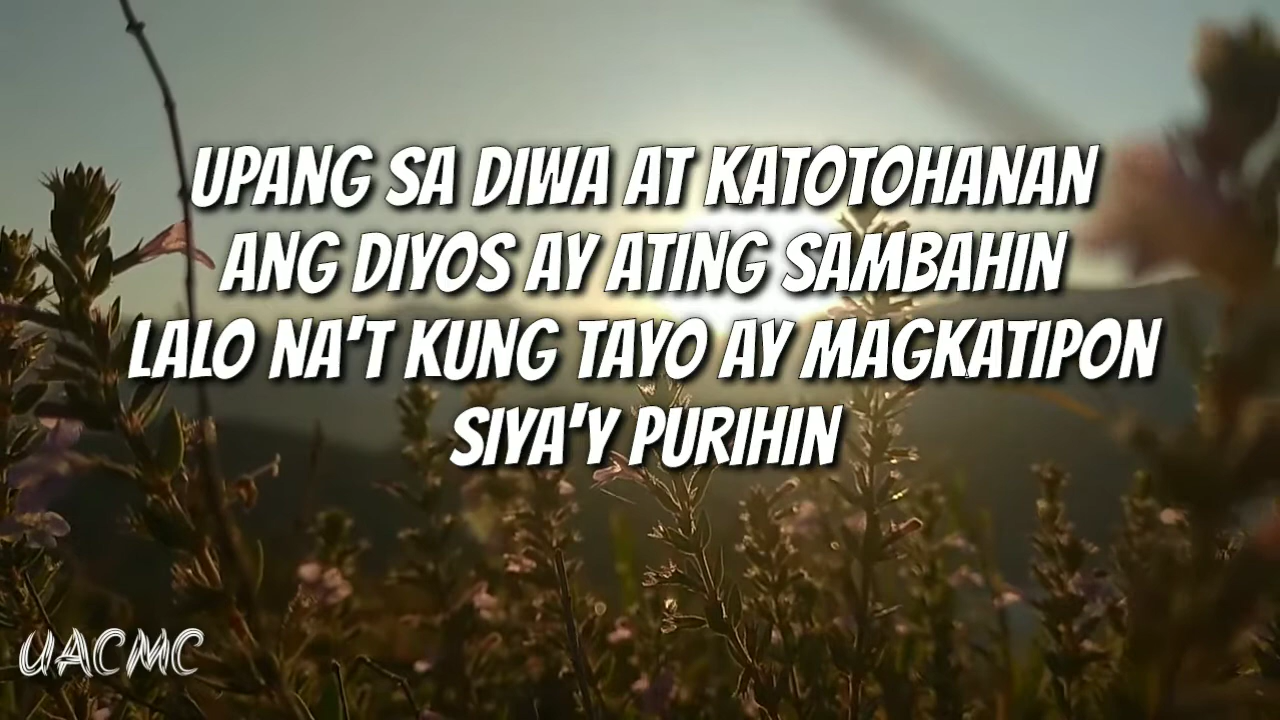 UPANG SA DIWA AT KATOTOHANAN
ANG DIYOS AY ATING SAMBAHIN
LALO NA'T KUNG TAYO AY MAGKATIPON
SIYA'Y PURIHIN
UACMC